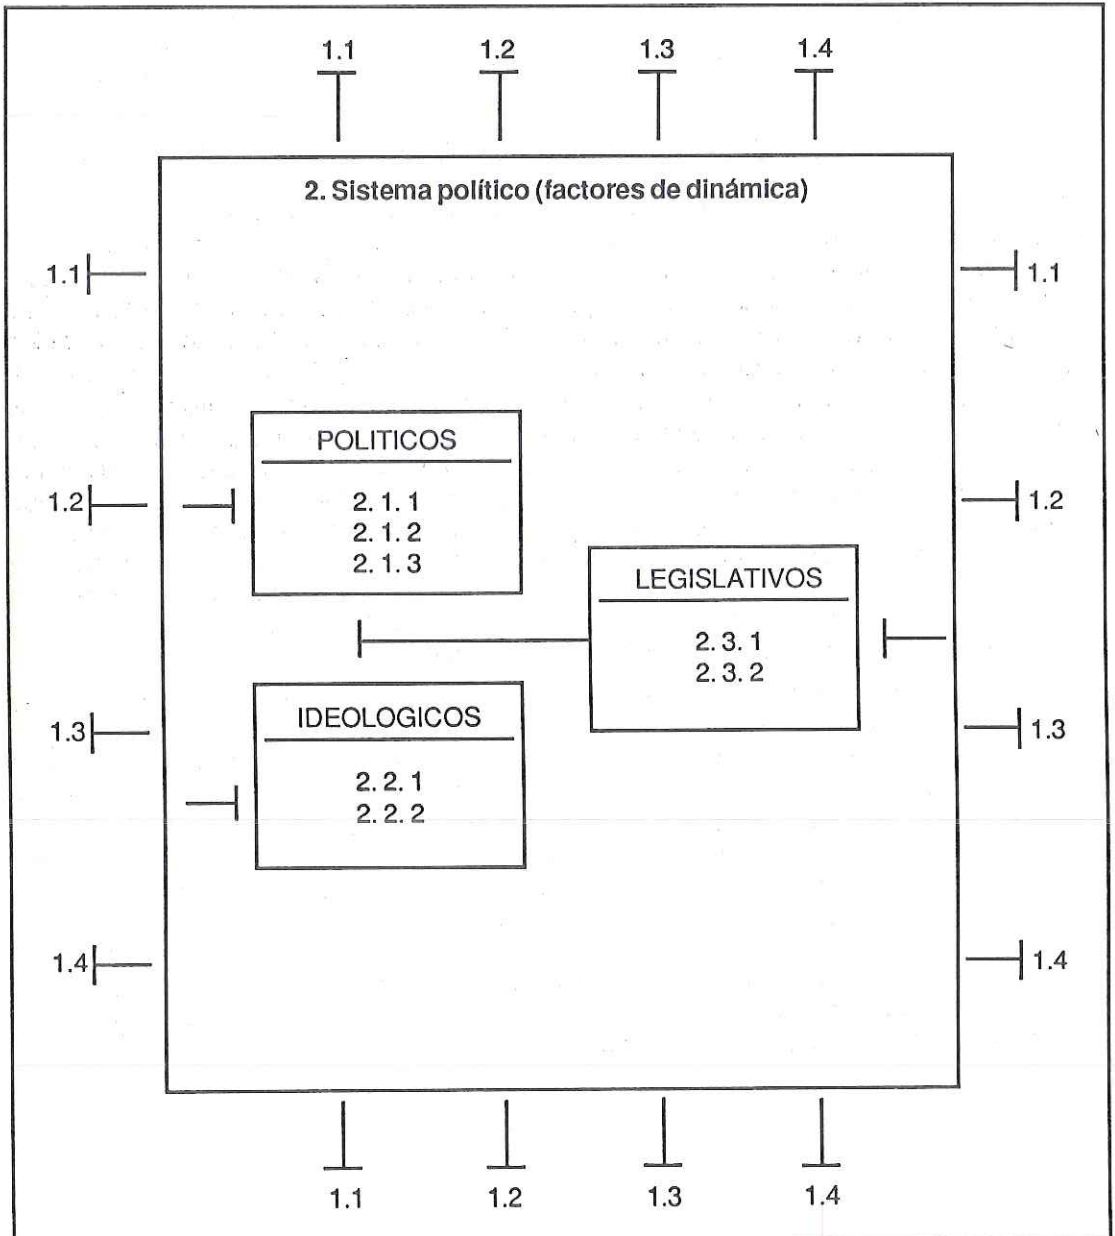 1.1 1.2 1.3 1.4
2. Sistema político (factores de dinámica)
1.1 1.1
POLITICOS
1.2 2. 1. 1 1.2
2. 1. 2
2. 1. 3
LEGISLATIVOS
2. 3. 1
2. 3. 2
IDEOLOGICOS
1.3 1.3
2. 2. 1
2. 2. 2
1.4 1.4
1.1 1.2 1.3 1.4